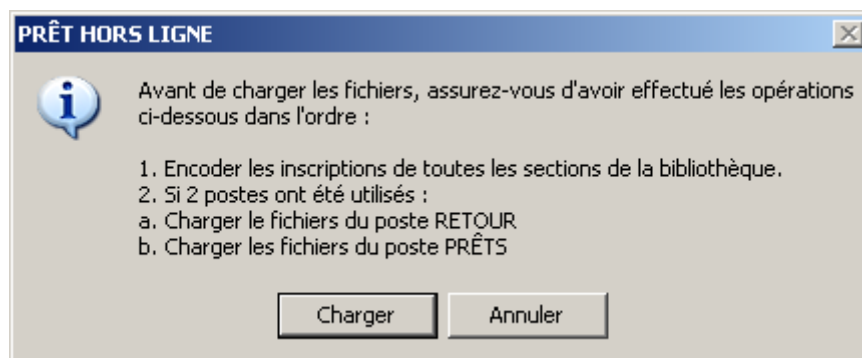 PRÊT HORS LIGNE
Avant de charger les fichiers, assurez-vous d'avoir effectué les opérations
ci-dessous dans l'ordre :
1. Encoder les inscriptions de toutes les sections de la bibliothèque.
2. Si 2 postes ont été utilisés :
a. Charger le fichiers du poste RETOUR
b. Charger les fichiers du poste PRÊTS
Charger
Annuler